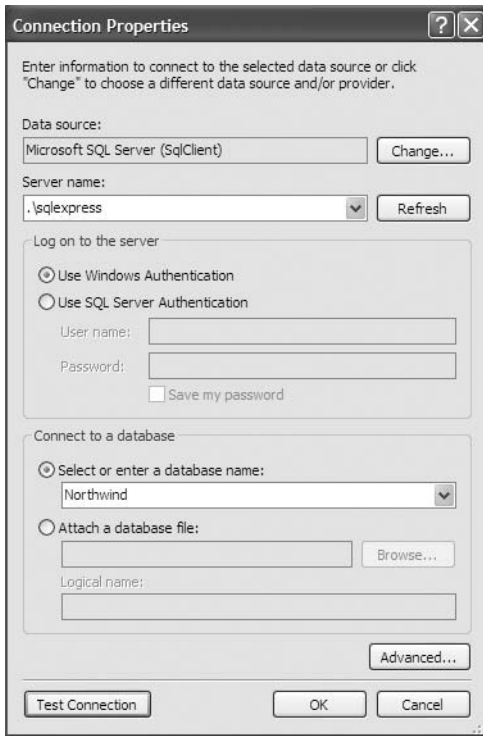 Connection Properties
Enter information to connect to the selected data source or click
"Change" to choose a different data source and/or provider.
Data source:
Microsoft SQL Server (SqlClient)
Change...
Server name:
.\sqlexpress
Refresh
Log on to the server
Use Windows Authentication
Use SQL Server Authentication
User name:
Password:
Save my password
Connect to a database
Select or enter a database name:
Northwind
Attach a database file:
Browse...
Logical name:
Advanced...
Test Connection
OK
Cancel